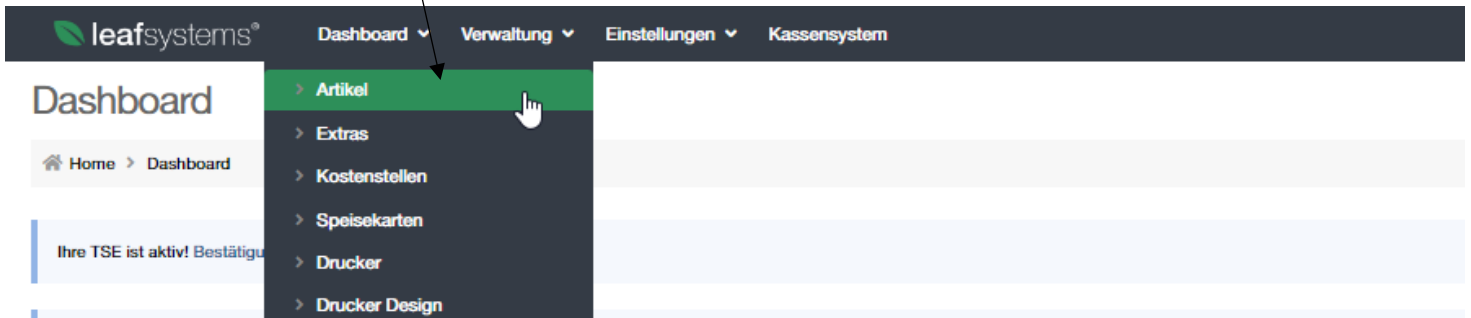 leafsystems® Dashboard Verwaltung Einstellungen Kassensystem
Dashboard
Home > Dashboard
Ihre TSE ist aktiv! Bestätigu
> Artikel
> Extras
> Kostenstellen
> Speisekarten
> Drucker
> Drucker Design